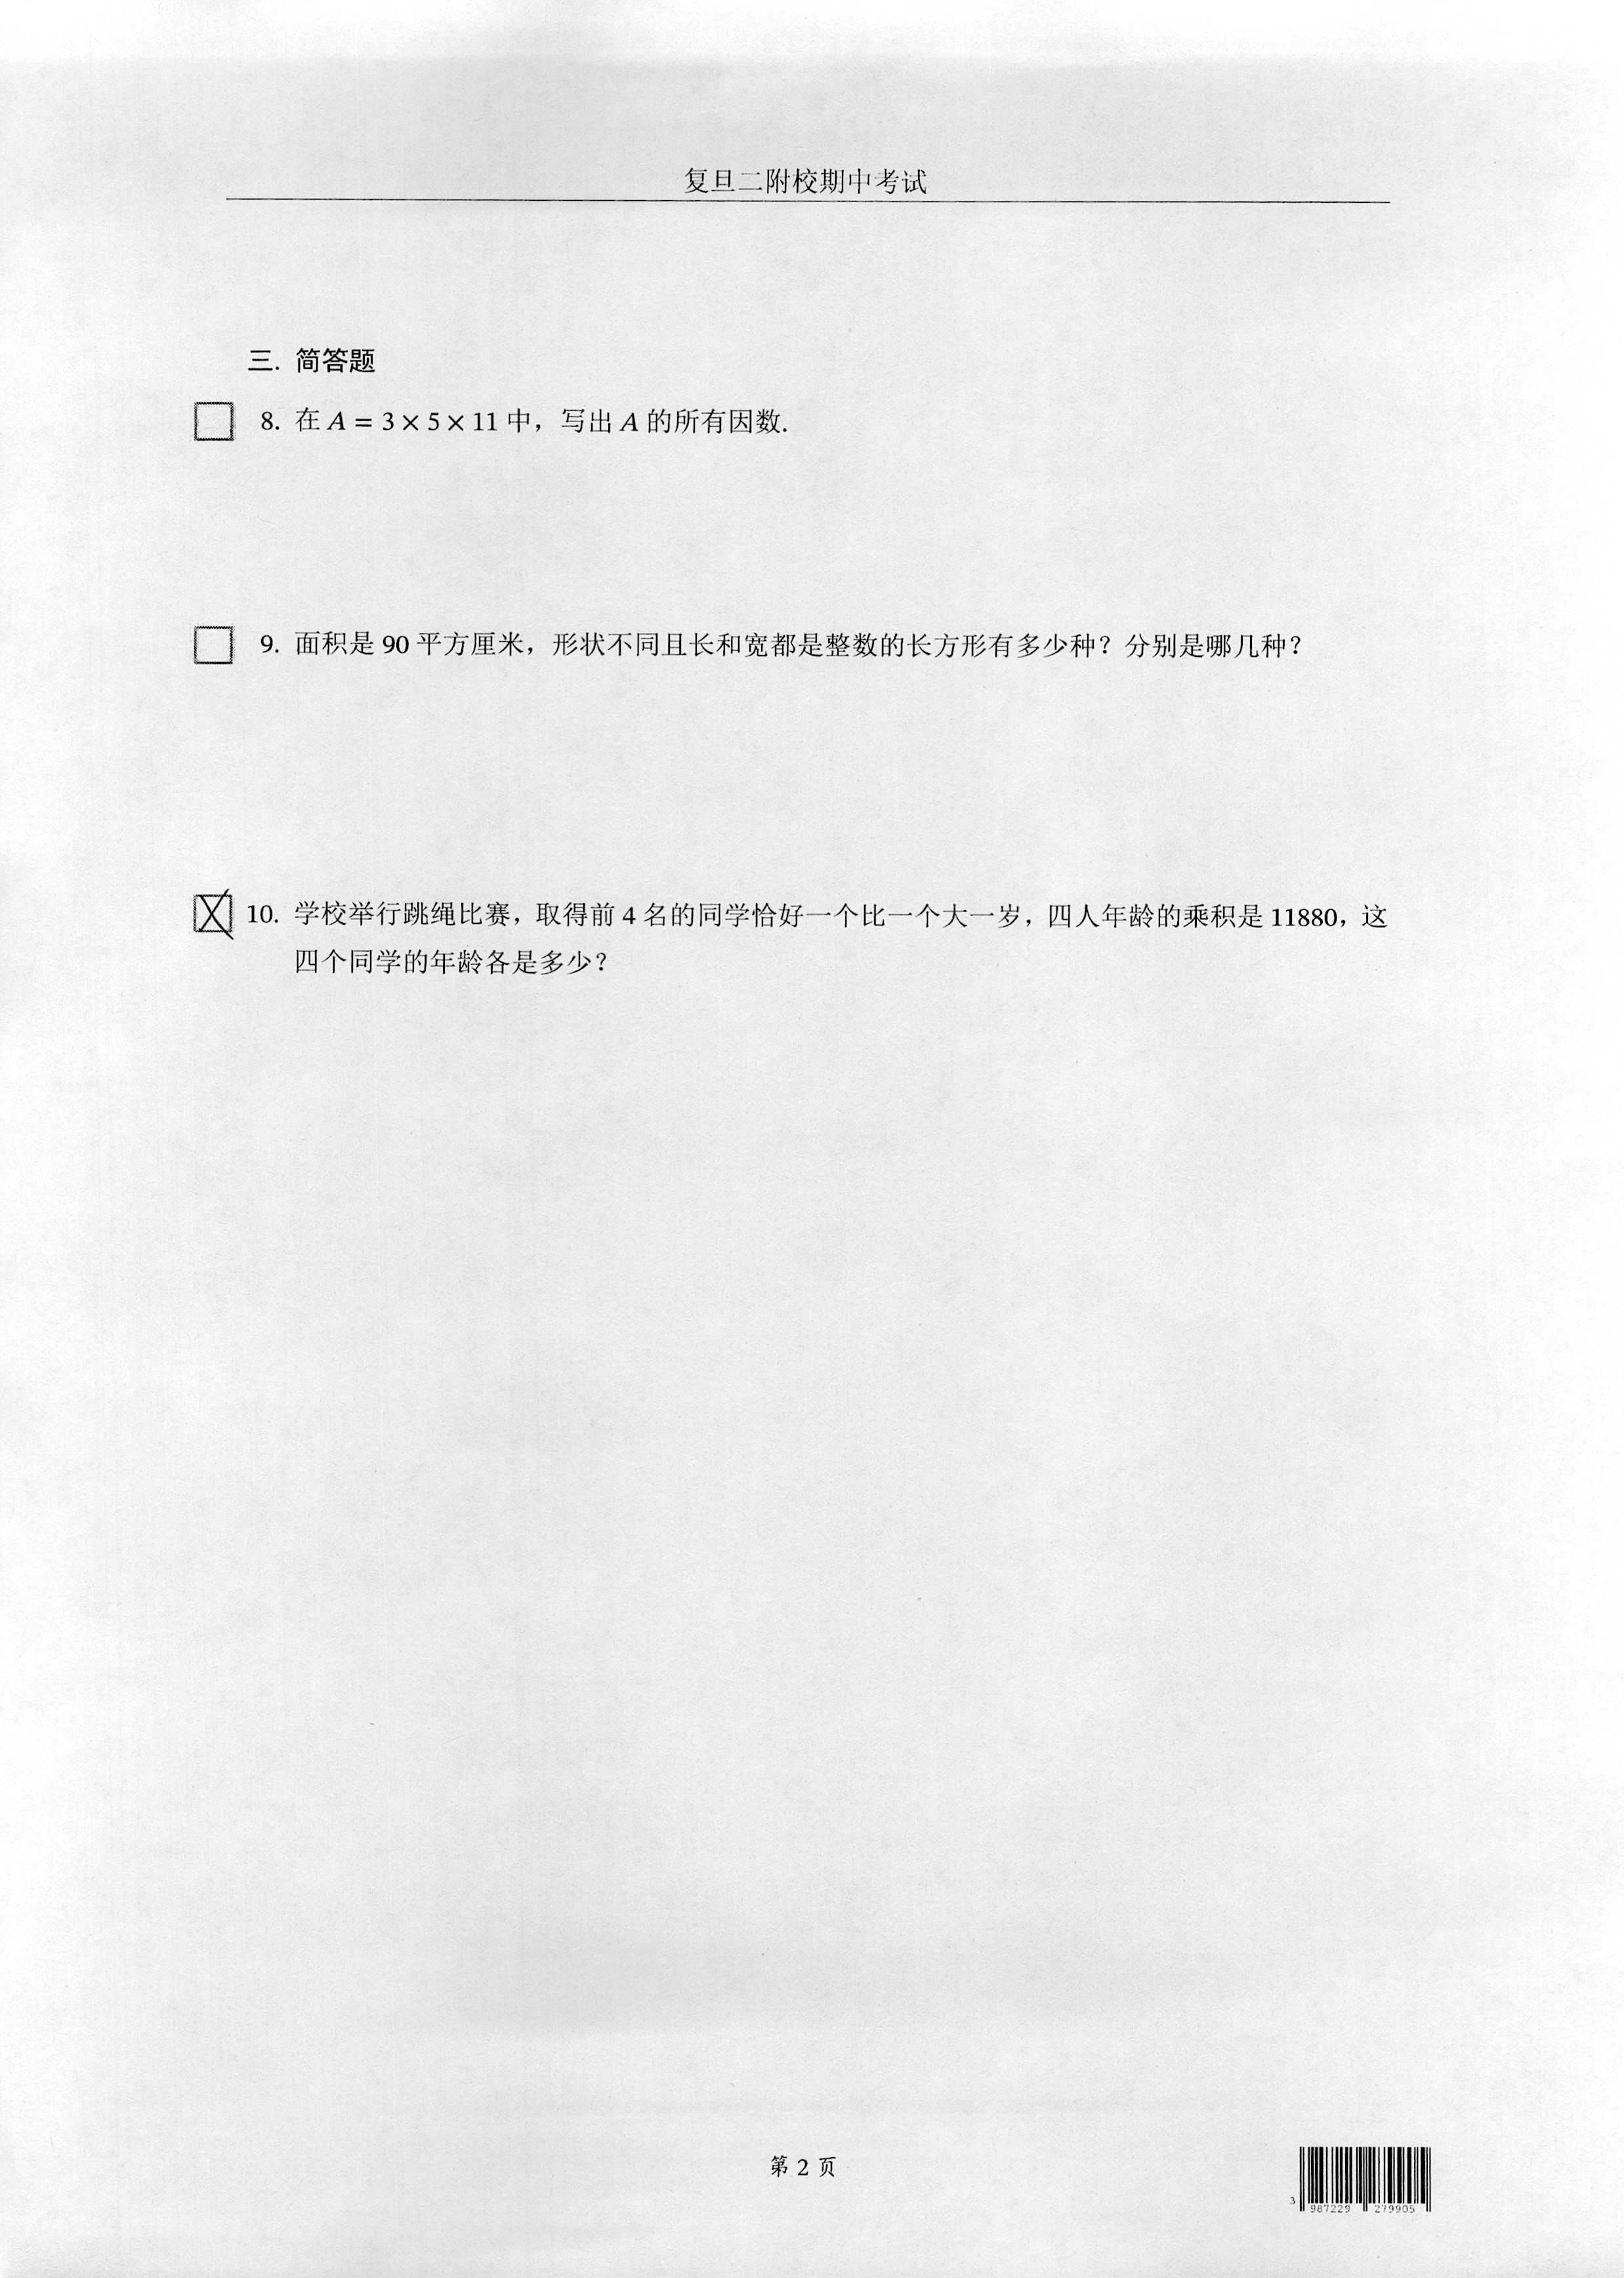 复旦二附校期中考试
三. 简答题
8. 在 A = 3 × 5 × 11 中，写出 A 的所有因数.
9. 面积是 90 平方厘米，形状不同且长和宽都是整数的长方形有多少种？分别是哪几种？
10. 学校举行跳绳比赛，取得前 4 名的同学恰好一个比一个大一岁，四人年龄的乘积是 11880，这
四个同学的年龄各是多少？
第 2 页
3 987229 279905